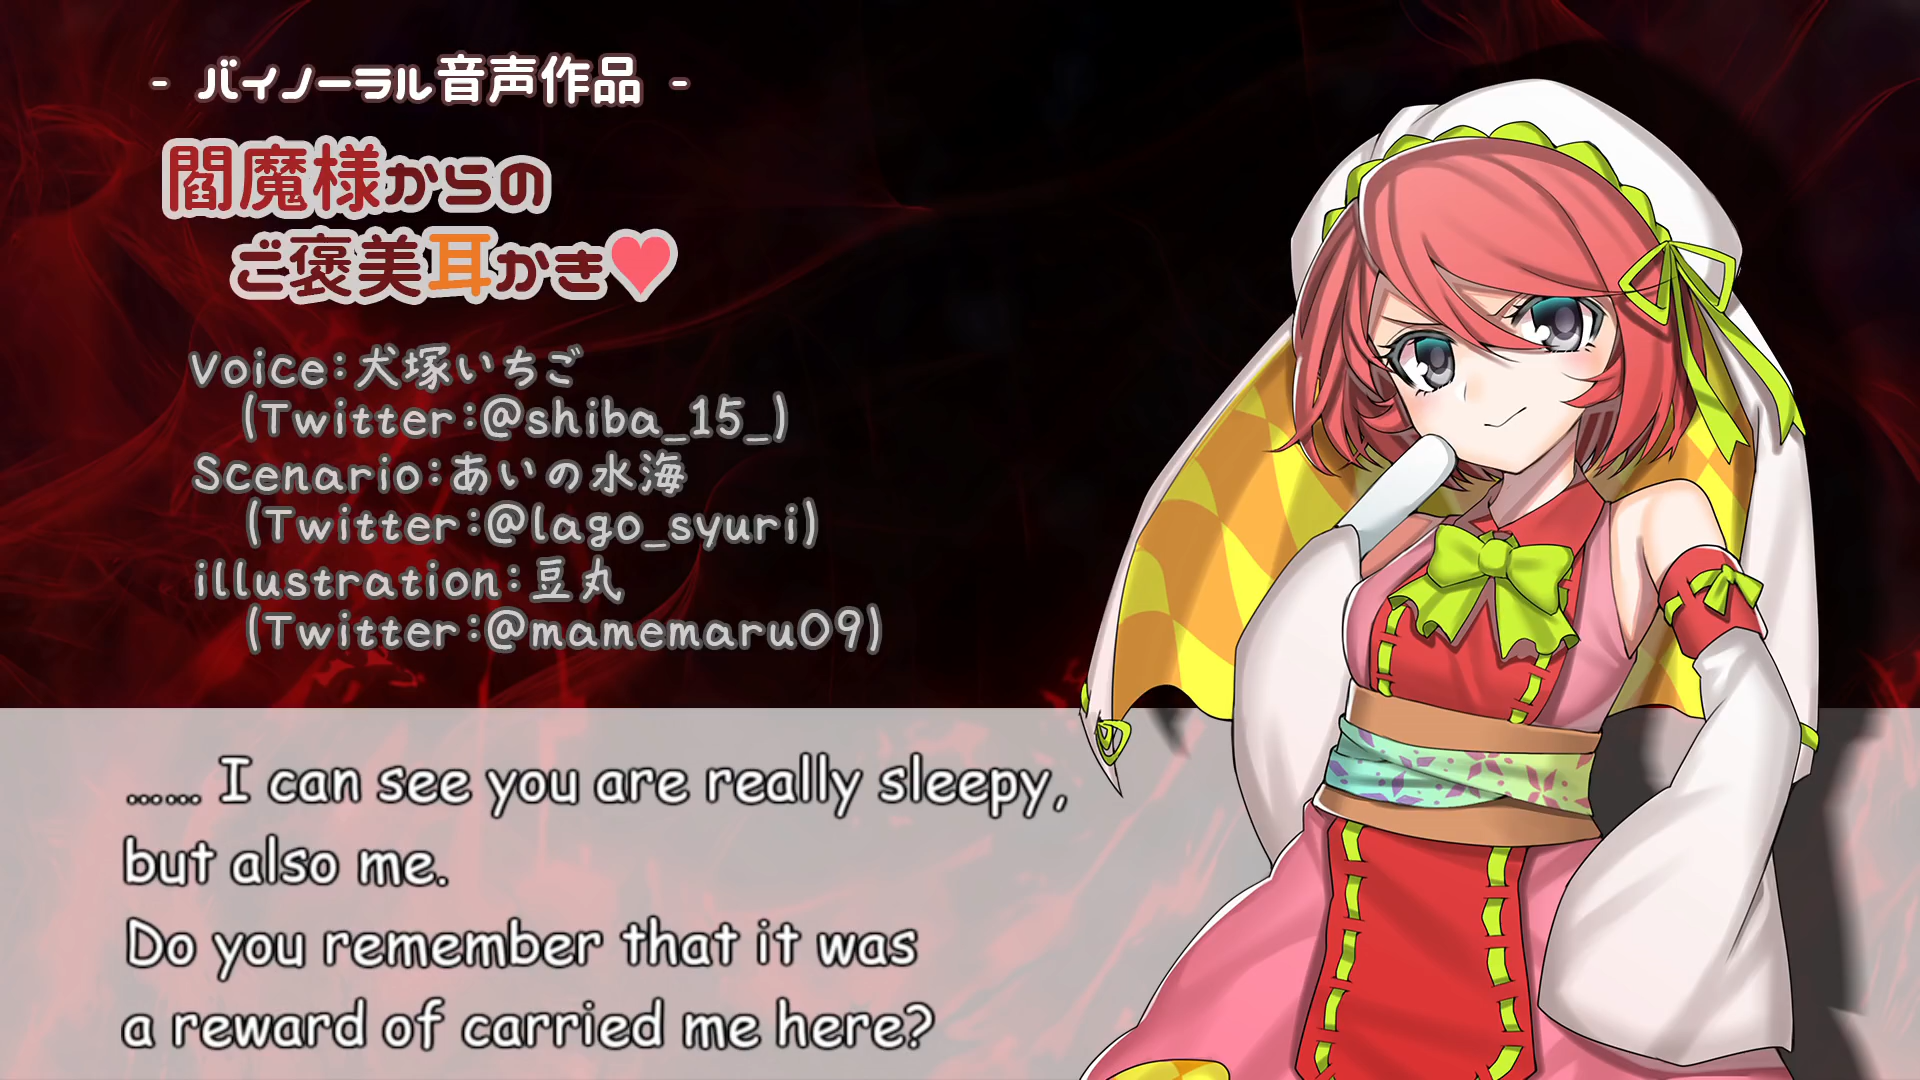 - バイノーラル音声作品 -
閻魔様からの
ご褒美耳かき♥
Voice:犬塚いちご
(Twitter:@shiba_15_)
Scenario:あいの水海
(Twitter:@lago_syuri)
illustration:豆丸
(Twitter:@mamemaru09)
…… I can see you are really sleepy,
but also me.
Do you remember that it was
a reward of carried me here?